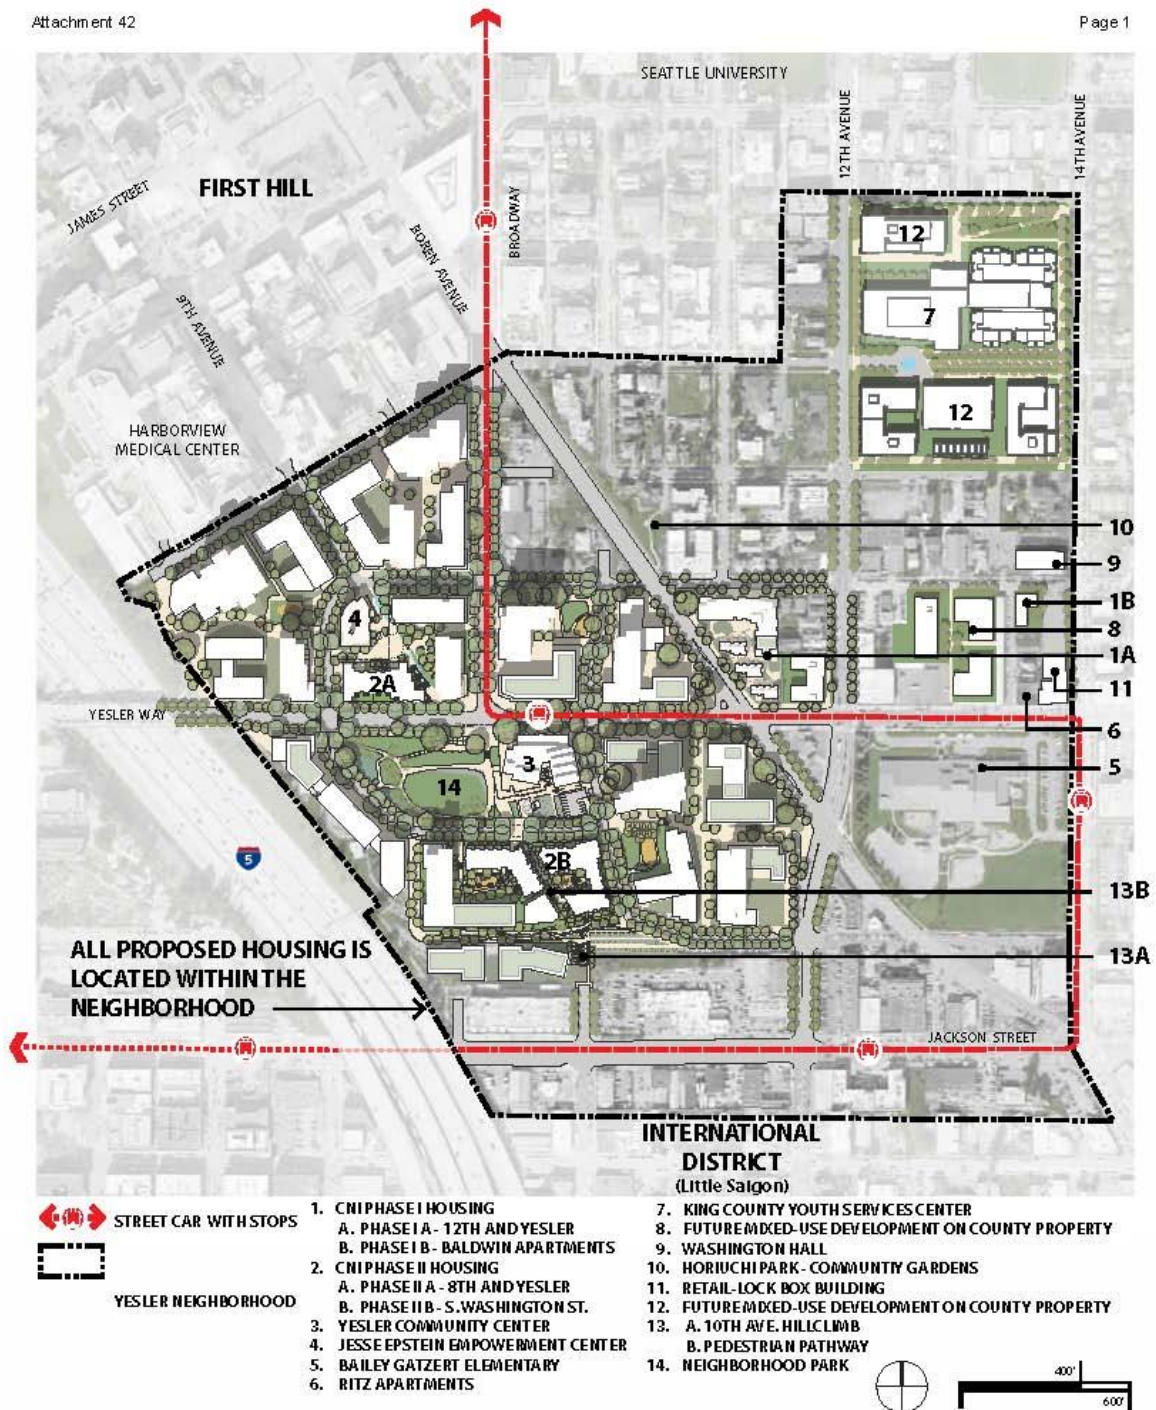 Attachment 42
Page 1
SEATTLE UNIVERSITY
12TH AVENUE
14TH AVENUE
FIRST HILL
JAMES STREET
BROADWAY
BOREN AVENUE
9TH AVENUE
12
7
HARBORVIEW
MEDICAL CENTER
12
10
9
1B
4
8
1A
2A
11
YESLER WAY
6
3
5
14
5
2B
13B
ALL PROPOSED HOUSING IS
LOCATED WITHIN THE
NEIGHBORHOOD
13A
JACKSON STREET
INTERNATIONAL
DISTRICT
(Little Saigon)
STREET CAR WITH STOPS
YESLER NEIGHBORHOOD
1. CNI PHASE I HOUSING
A. PHASE I A - 12TH AND YESLER
B. PHASE I B - BALDWIN APARTMENTS
2. CNI PHASE II HOUSING
A. PHASE II A - 8TH AND YESLER
B. PHASE II B - S. WASHINGTON ST.
3. YESLER COMMUNITY CENTER
4. JESSE EPSTEIN EMPOWERMENT CENTER
5. BAILEY GATZERT ELEMENTARY
6. RITZ APARTMENTS
7. KING COUNTY YOUTH SERVICES CENTER
8. FUTURE MIXED-USE DEVELOPMENT ON COUNTY PROPERTY
9. WASHINGTON HALL
10. HORIUCHI PARK - COMMUNTIY GARDENS
11. RETAIL-LOCK BOX BUILDING
12. FUTURE MIXED-USE DEVELOPMENT ON COUNTY PROPERTY
13. A. 10TH AVE. HILLCLIMB
B. PEDESTRIAN PATHWAY
14. NEIGHBORHOOD PARK
400'
600'